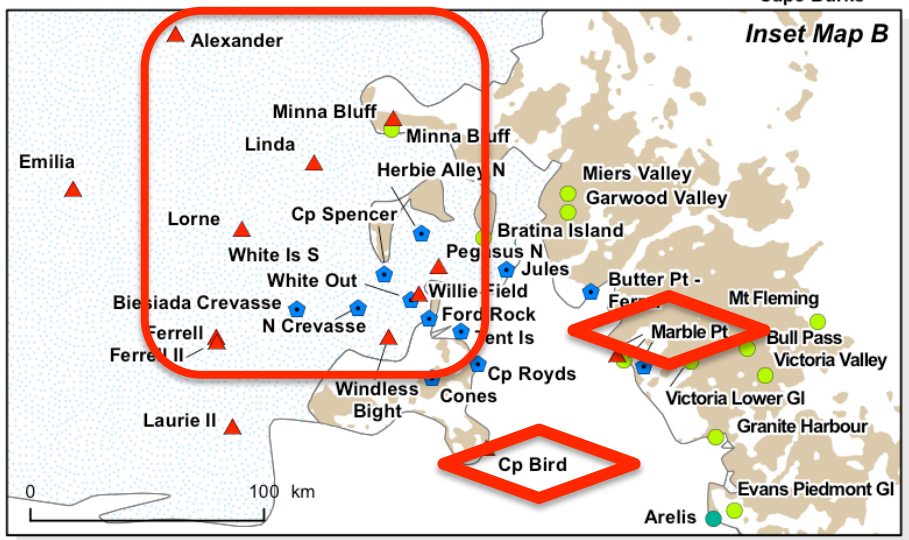 Inset Map B
Alexander
Minna Bluff
Minna Bluff
Linda
Emilia
Herbie Alley N
Miers Valley
Garwood Valley
Cp Spencer
Lorne
Bratina Island
White Is S
Pegasus N
Jules
White Out
Butter Pt -
Willie Field
Mt Fleming
Biesiada Crevasse
Ford Rock
N Crevasse
Marble Pt
Ferrell
Tent Is
Bull Pass
Ferrell II
Victoria Valley
Cp Royds
Windless
Bight
Cones
Victoria Lower Gl
Laurie II
Granite Harbour
Cp Bird
0 100 km
Evans Piedmont Gl
Arelis